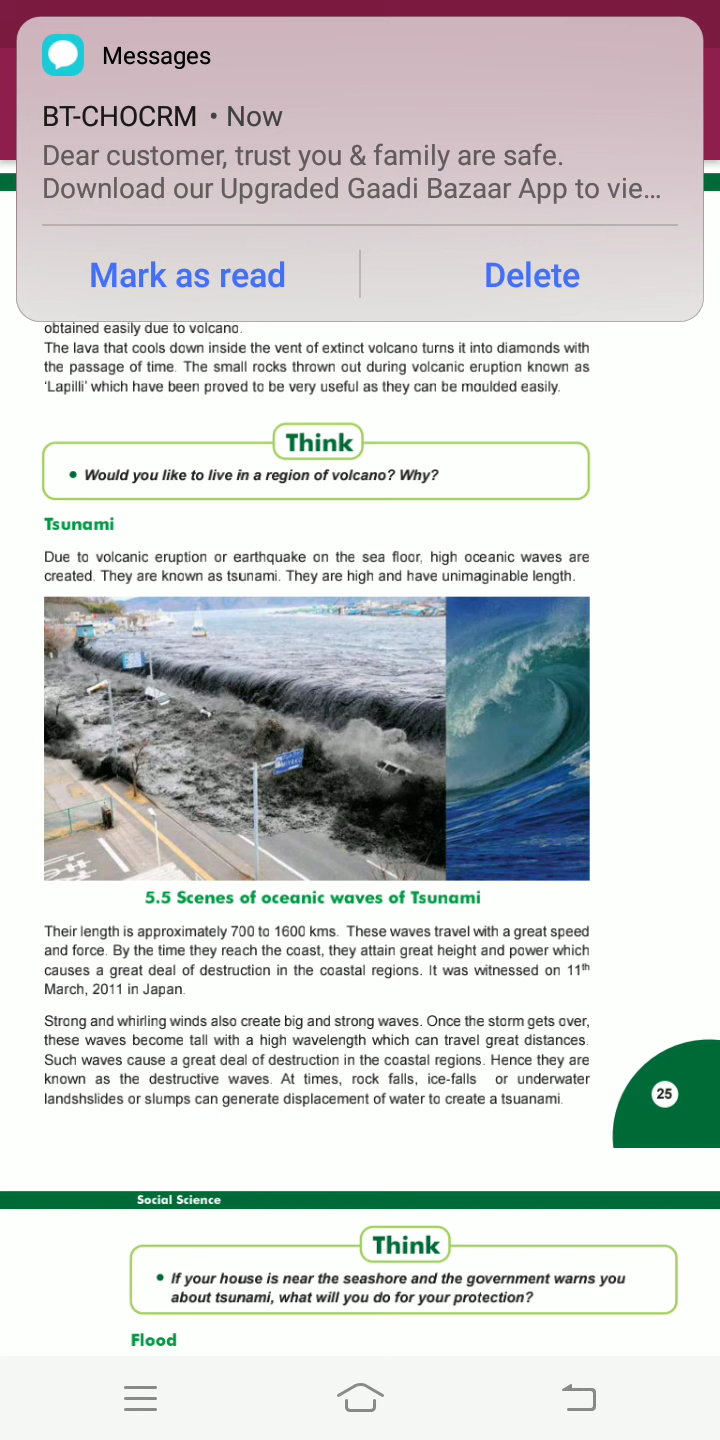 Messages
BT-CHOCRM • Now
Dear customer, trust you & family are safe.
Download our Upgraded Gaadi Bazaar App to vie...
Mark as read
Delete
obtained easily due to volcano.
The lava that cools down inside the vent of extinct volcano turns it into diamonds with
the passage of time. The small rocks thrown out during volcanic eruption known as
‘Lapilli’ which have been proved to be very useful as they can be moulded easily.
Think
• Would you like to live in a region of volcano? Why?
Tsunami
Due to volcanic eruption or earthquake on the sea floor, high oceanic waves are
created. They are known as tsunami. They are high and have unimaginable length.
5.5 Scenes of oceanic waves of Tsunami
Their length is approximately 700 to 1600 kms. These waves travel with a great speed
and force. By the time they reach the coast, they attain great height and power which
causes a great deal of destruction in the coastal regions. It was witnessed on 11th
March, 2011 in Japan.
Strong and whirling winds also create big and strong waves. Once the storm gets over,
these waves become tall with a high wavelength which can travel great distances.
Such waves cause a great deal of destruction in the coastal regions. Hence they are
known as the destructive waves. At times, rock falls, ice-falls or underwater
landshslides or slumps can generate displacement of water to create a tsuanami.
25
Social Science
Think
• If your house is near the seashore and the government warns you
about tsunami, what will you do for your protection?
Flood